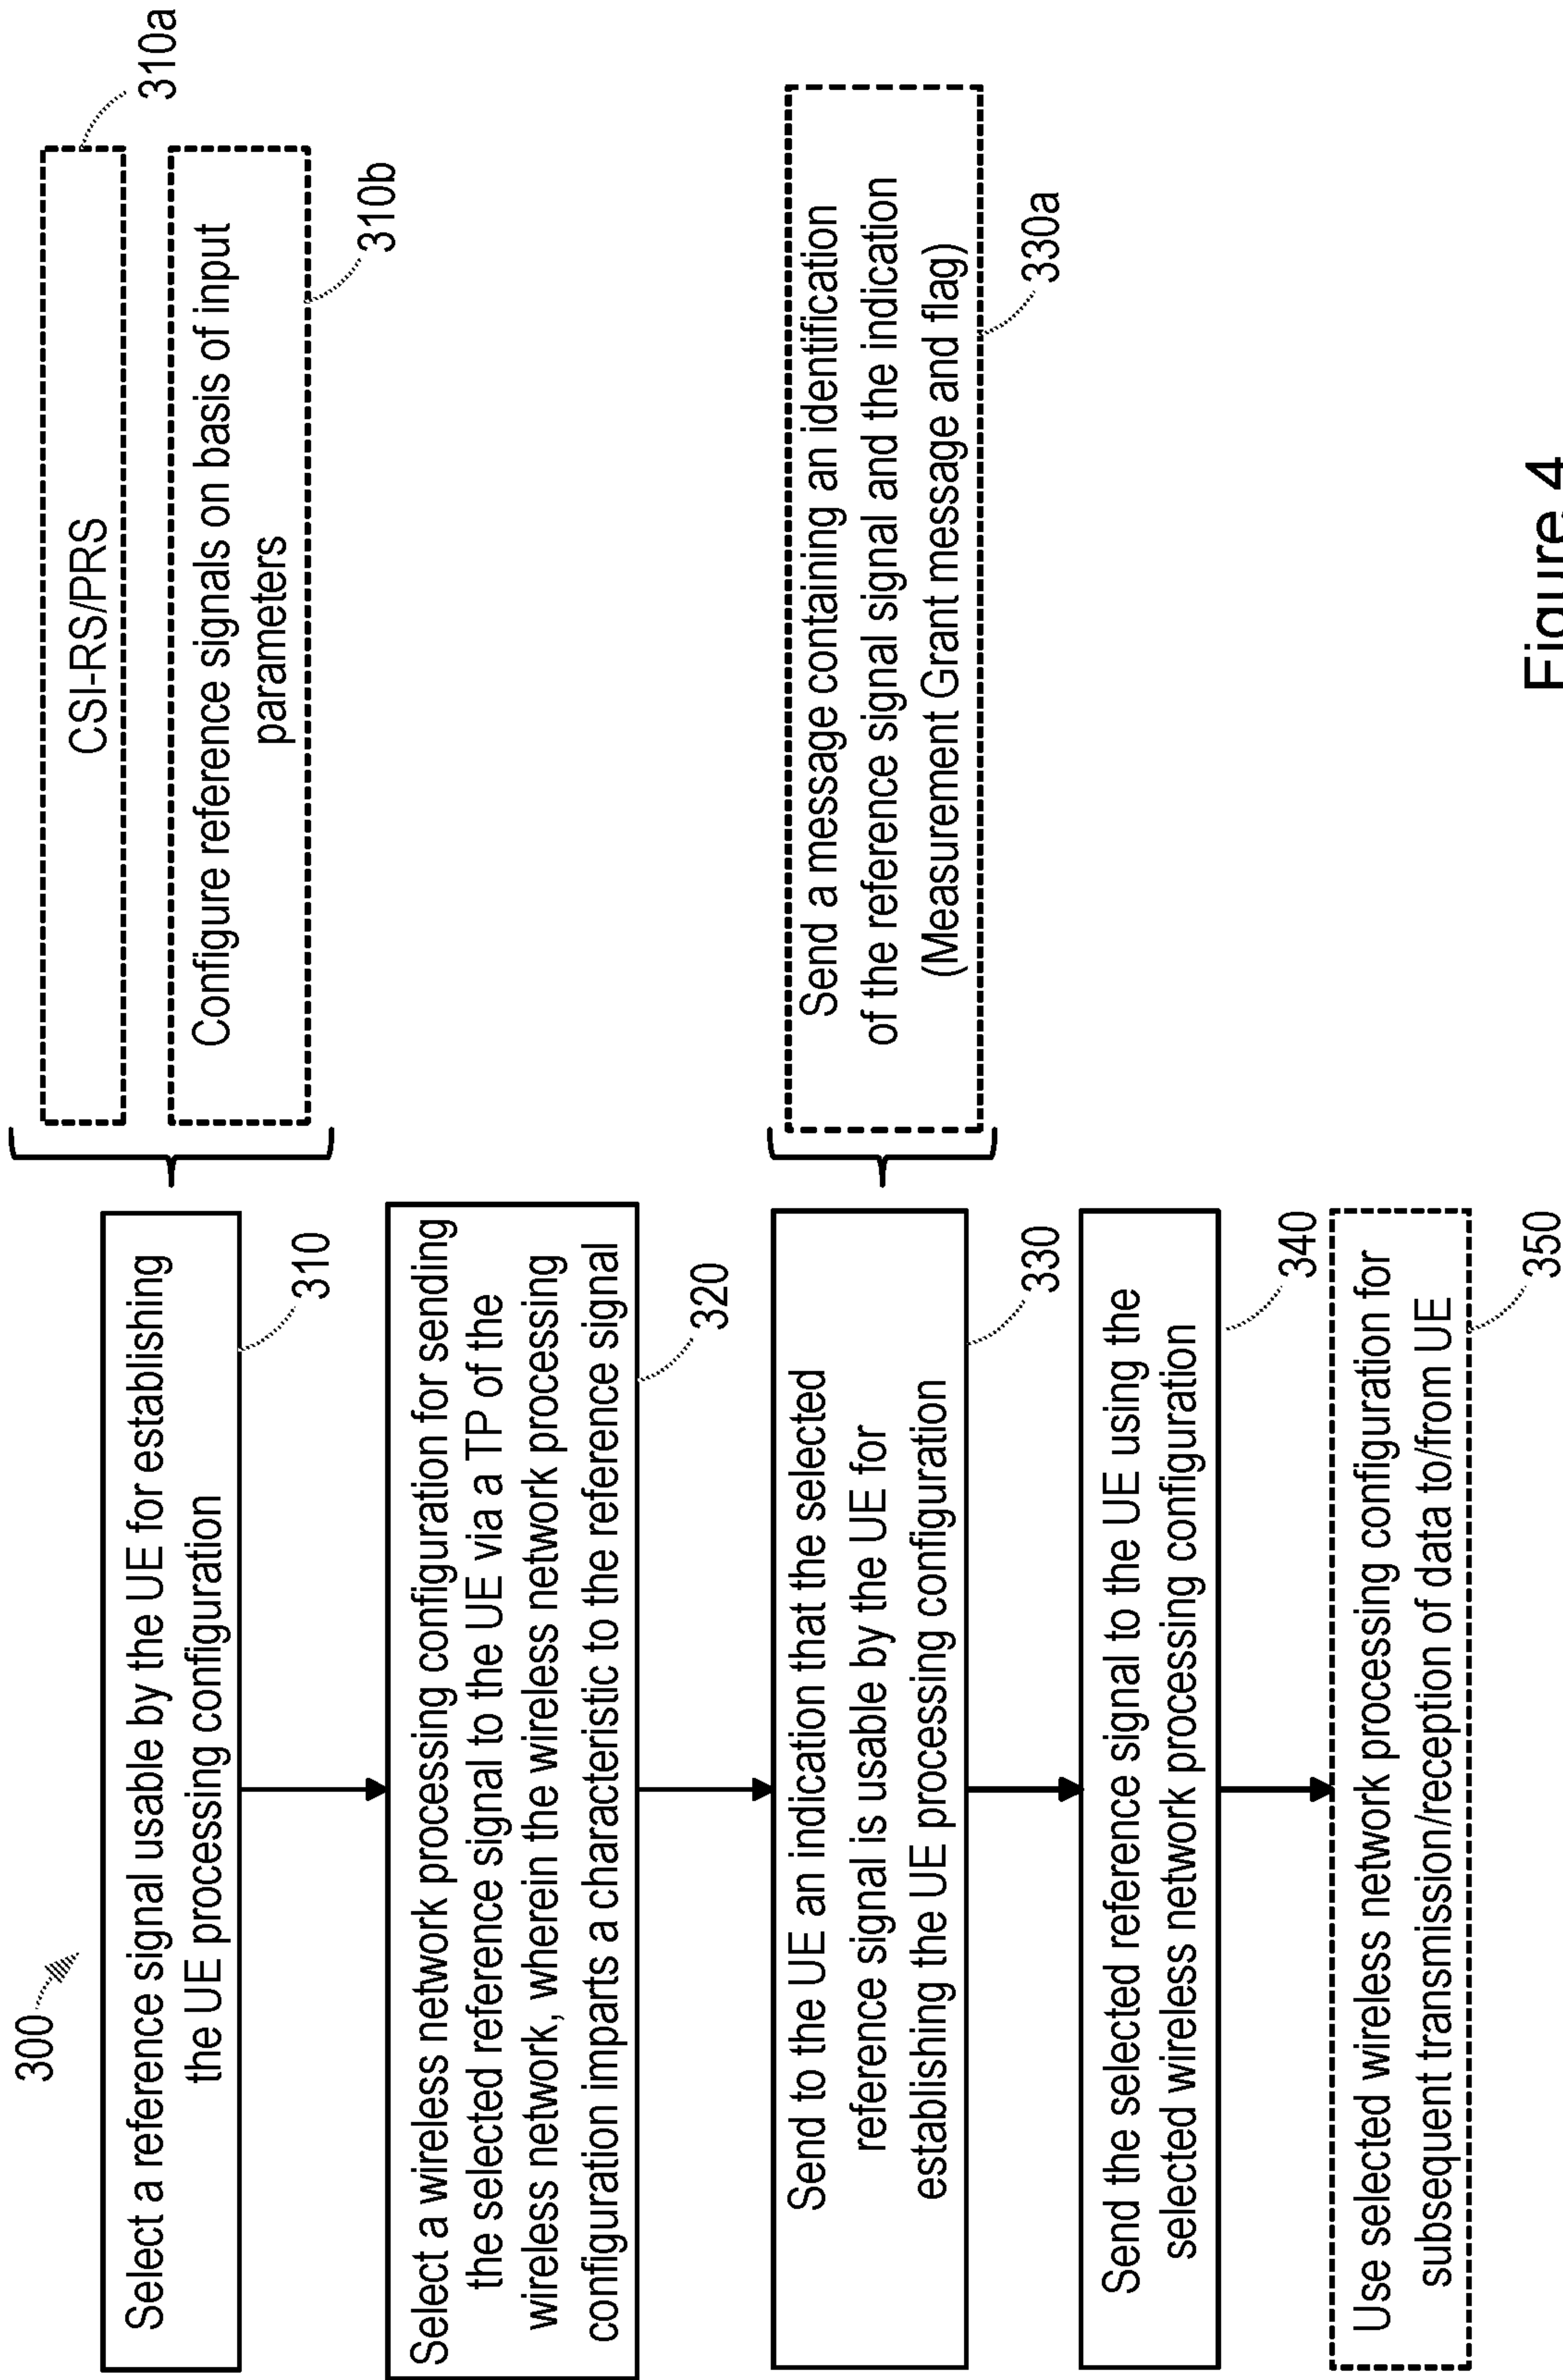 300
Select a reference signal usable by the UE for establishing
the UE processing configuration
310
CSI-RS/PRS
310a
Configure reference signals on basis of input
parameters
310b
Select a wireless network processing configuration for sending
the selected reference signal to the UE via a TP of the
wireless network, wherein the wireless network processing
configuration imparts a characteristic to the reference signal
320
Send to the UE an indication that the selected
reference signal is usable by the UE for
establishing the UE processing configuration
330
Send a message containing an identification
of the reference signal signal and the indication
(Measurement Grant message and flag)
330a
Send the selected reference signal to the UE using the
selected wireless network processing configuration
340
Use selected wireless network processing configuration for
subsequent transmission/reception of data to/from UE
350
Figure 4